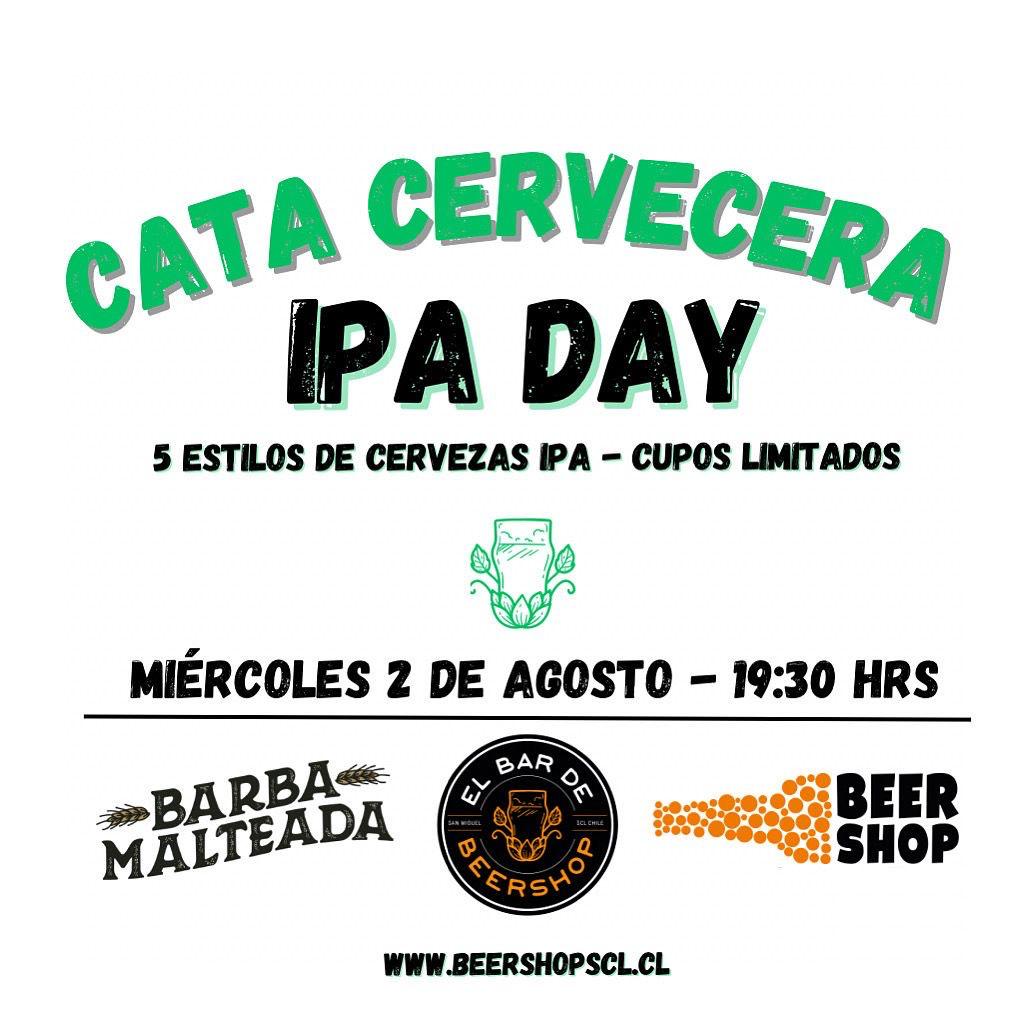 CATA CERVECERA
IPA DAY
5 ESTILOS DE CERVEZAS IPA - CUPOS LIMITADOS
MIÉRCOLES 2 DE AGOSTO - 19:30 HRS
BARBA
MALTEADA
EL BAR DE
SAN MIGUEL
SCL CHILE
BEERSHOP
BEER
SHOP
WWW.BEERSHOPSCL.CL